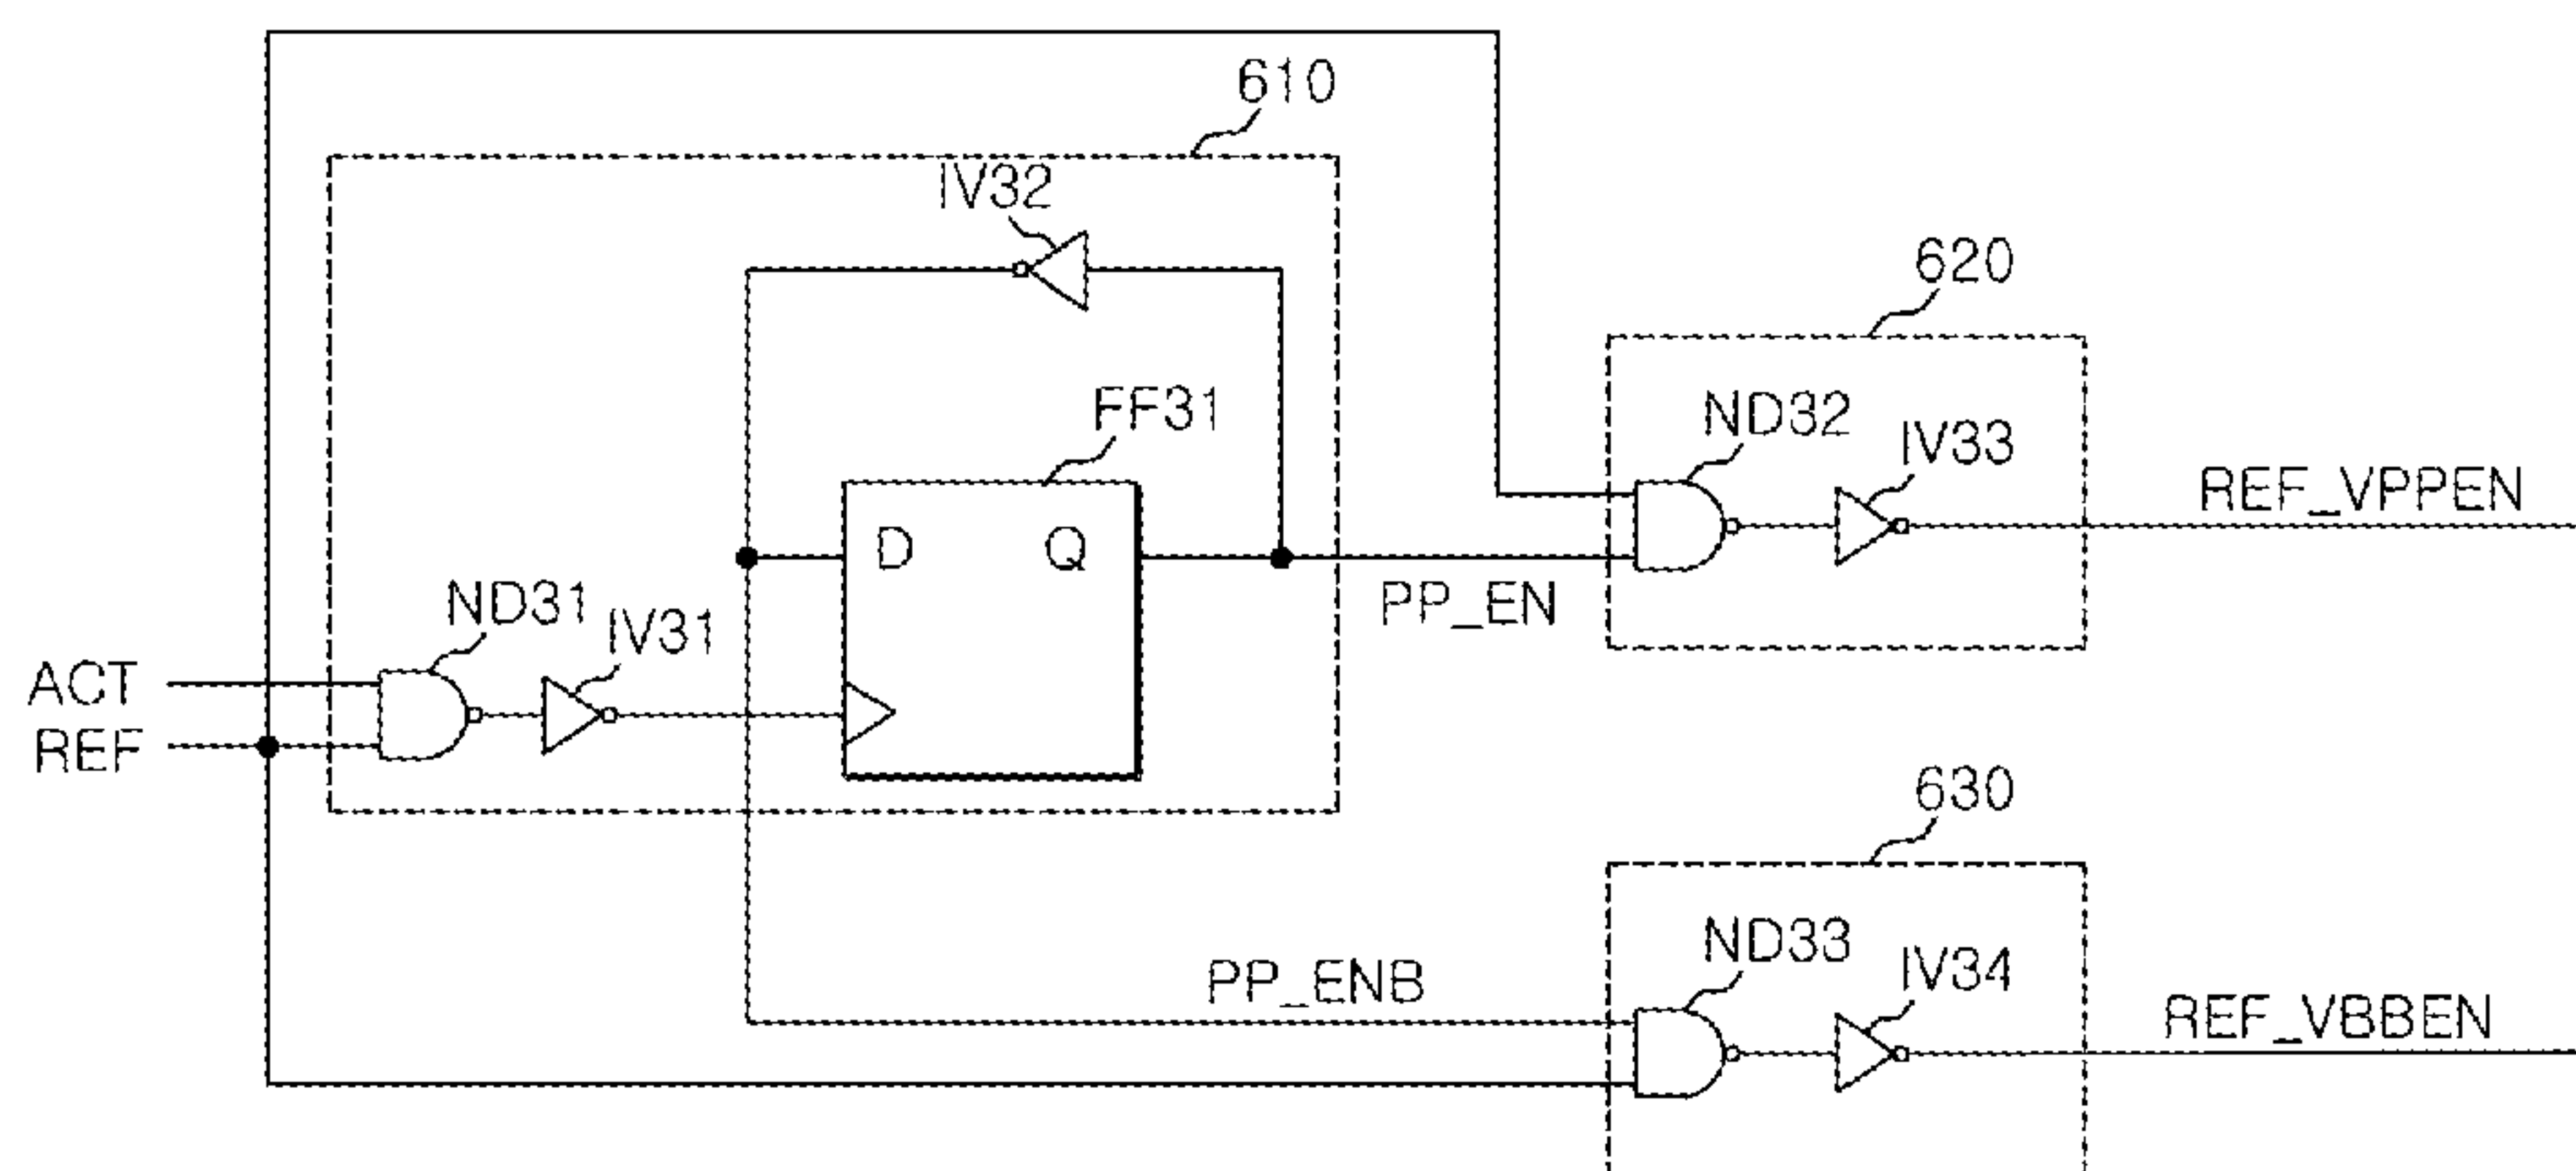 610
IV32
620
FF31
ND32
IV33
REF_VPPEN
D
Q
PP_EN
ND31
IV31
ACT
REF
630
ND33
IV34
PP_ENB
REF_VBBEN